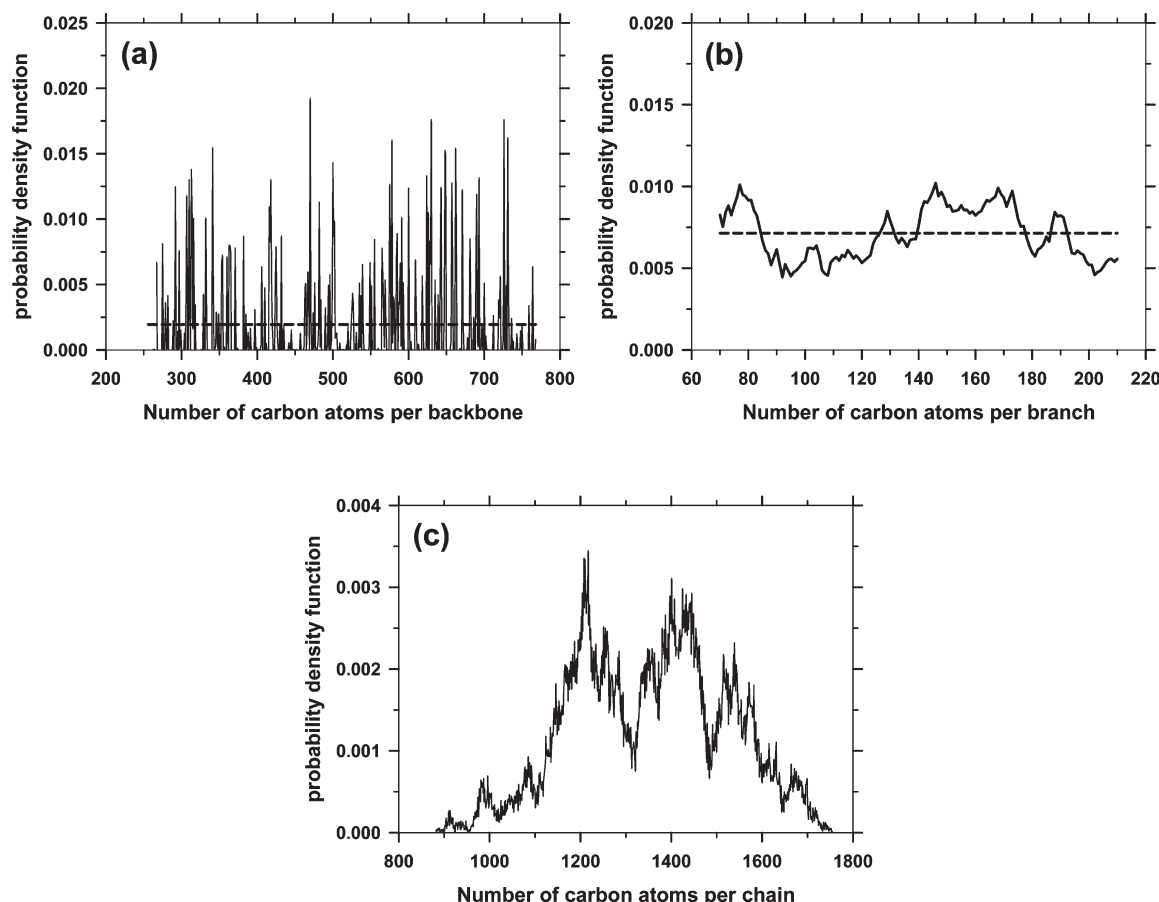 (a)
probability density function
0.025
0.020
0.015
0.010
0.005
0.000
200 300 400 500 600 700 800
Number of carbon atoms per backbone
(b)
probability density function
0.020
0.015
0.010
0.005
0.000
60 80 100 120 140 160 180 200 220
Number of carbon atoms per branch
(c)
probability density function
0.004
0.003
0.002
0.001
0.000
800 1000 1200 1400 1600 1800
Number of carbon atoms per chain